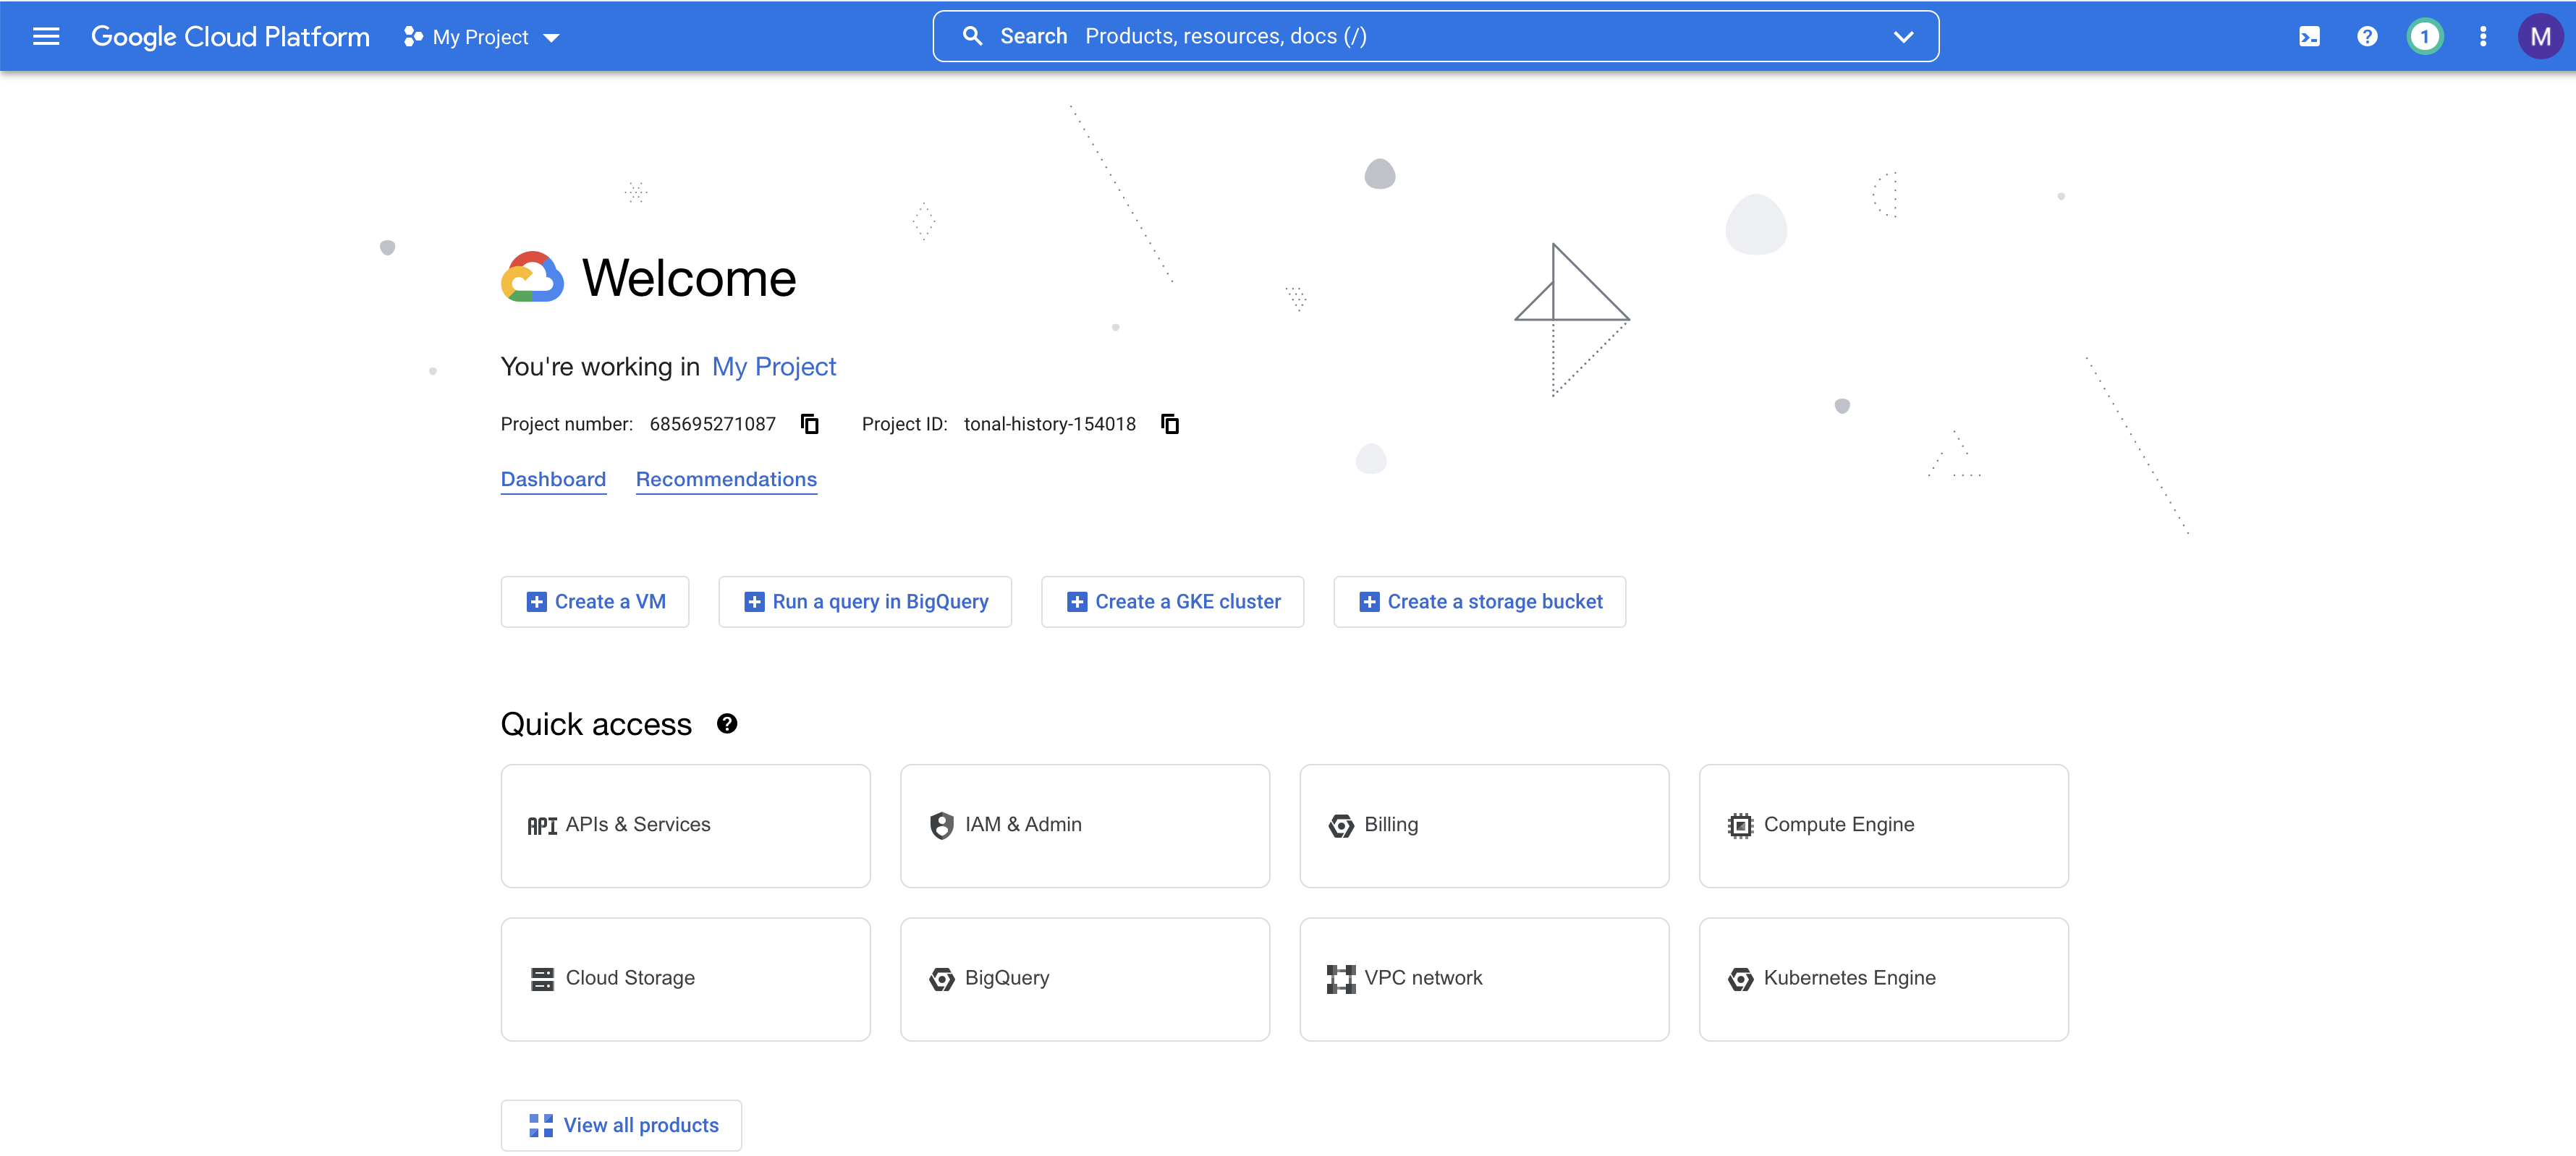 Google Cloud Platform My Project Search Products, resources, docs (/) 1 M
Welcome
You're working in My Project
Project number: 685695271087 Project ID: tonal-history-154018
Dashboard Recommendations
Create a VM Run a query in BigQuery Create a GKE cluster Create a storage bucket
Quick access
API APIs & Services IAM & Admin Billing Compute Engine
Cloud Storage BigQuery VPC network Kubernetes Engine
View all products